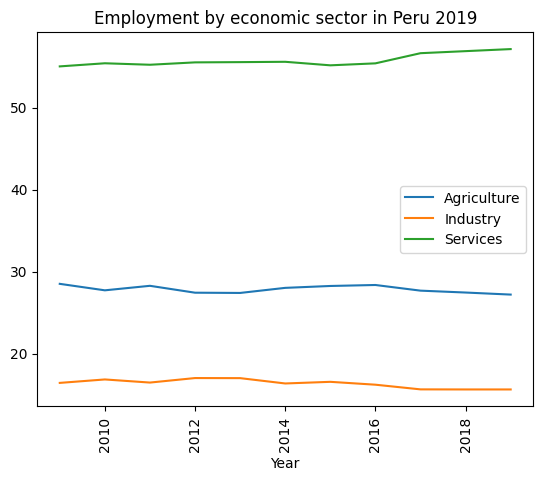 Employment by economic sector in Peru 2019
50
40
30
20
Agriculture
Industry
Services
2010
2012
2014
2016
2018
Year